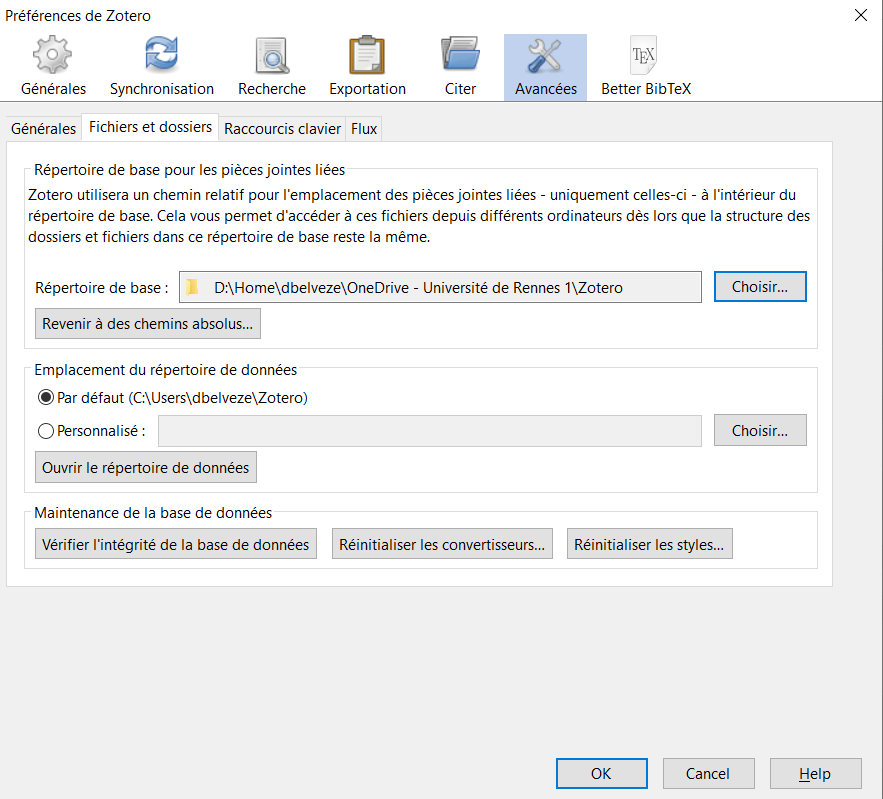 Préférences de Zotero
Générales
Synchronisation
Recherche
Exportation
Citer
Avancées
TEX
Better BibTeX
Générales
Fichiers et dossiers
Raccourcis clavier
Flux
Répertoire de base pour les pièces jointes liées
Zotero utilisera un chemin relatif pour l'emplacement des pièces jointes liées - uniquement celles-ci - à l'intérieur du
répertoire de base. Cela vous permet d'accéder à ces fichiers depuis différents ordinateurs dès lors que la structure des
dossiers et fichiers dans ce répertoire de base reste la même.
Répertoire de base : D:\Home\dbelveze\OneDrive - Université de Rennes 1\Zotero Choisir...
Revenir à des chemins absolus...
Emplacement du répertoire de données
Par défaut (C:\Users\dbelveze\Zotero)
Personnalisé : Choisir...
Ouvrir le répertoire de données
Maintenance de la base de données
Vérifier l'intégrité de la base de données Réinitialiser les convertisseurs... Réinitialiser les styles...
OK Cancel Help